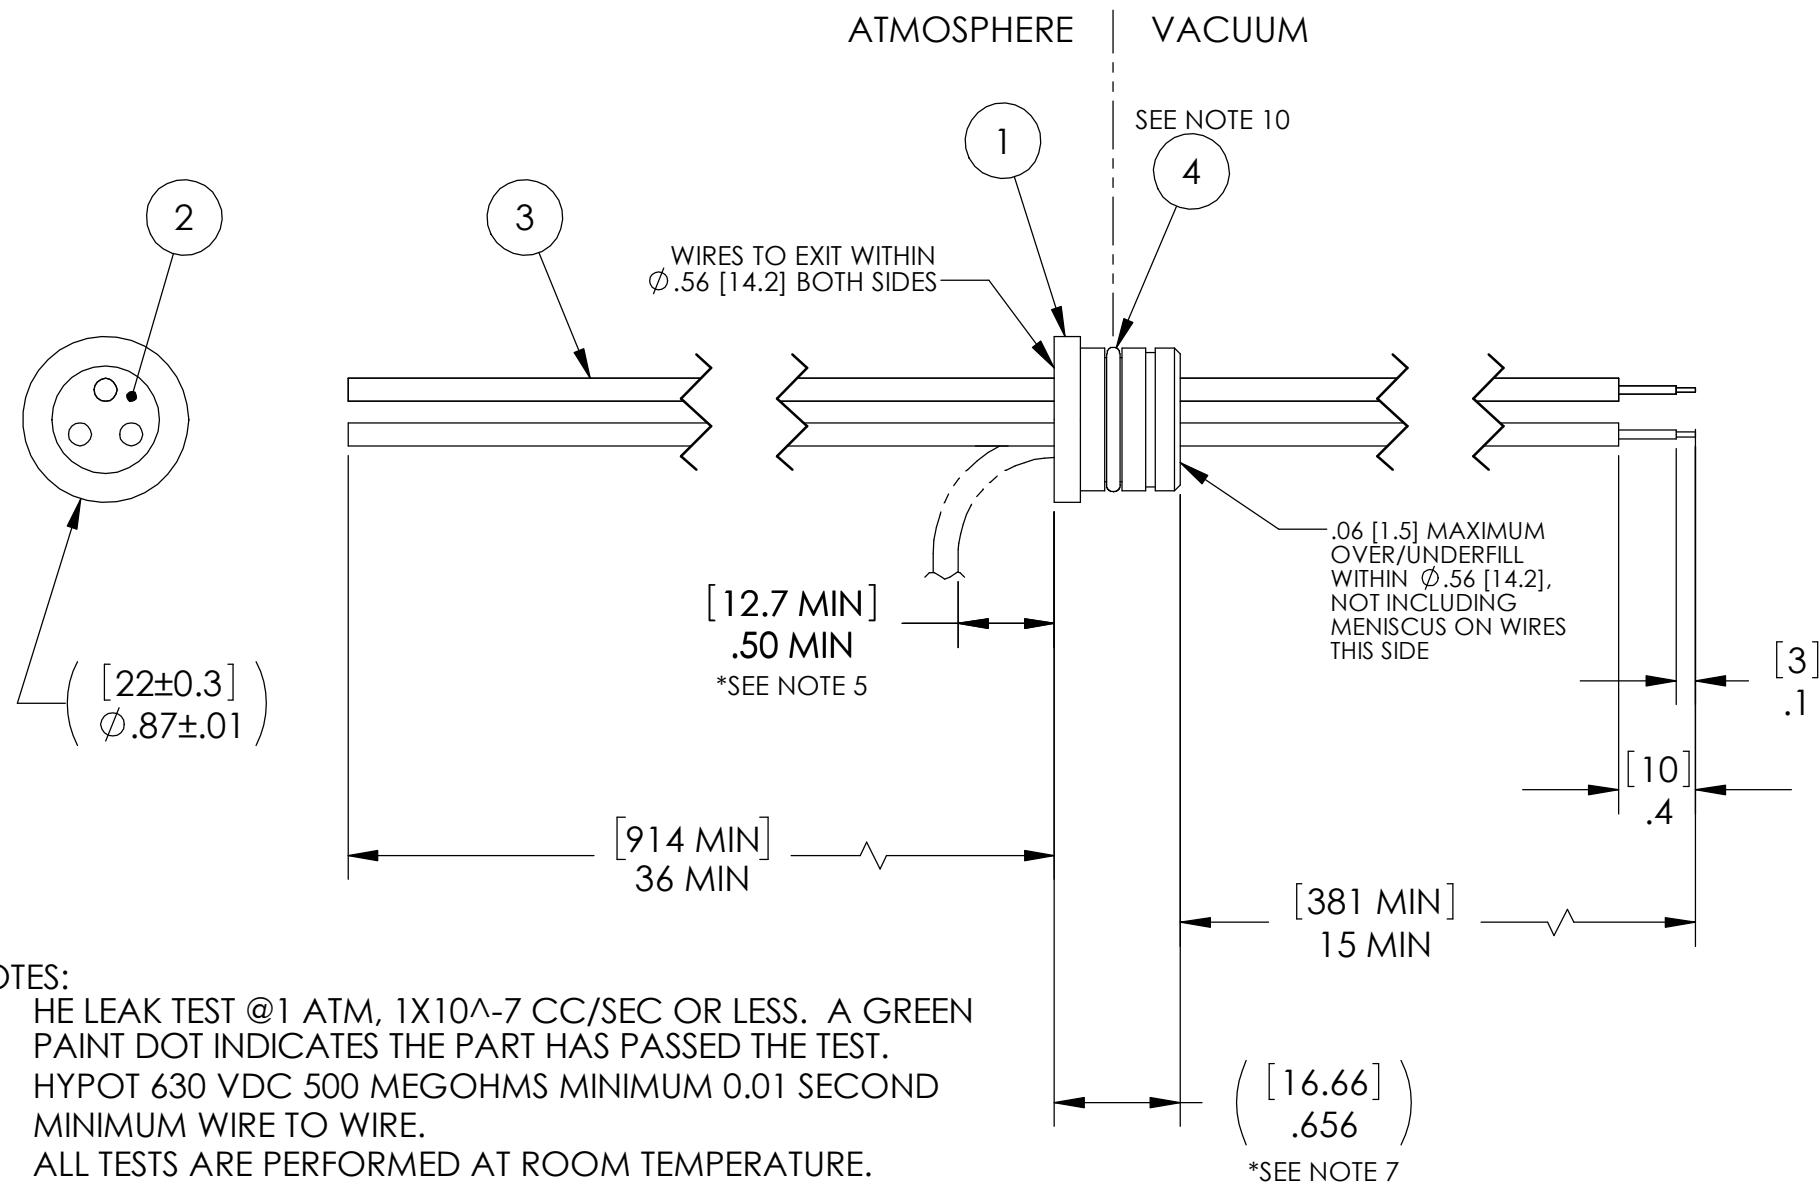 ATMOSPHERE VACUUM
SEE NOTE 10
1
4
2
3
WIRES TO EXIT WITHIN
Ø.56 [14.2] BOTH SIDES
.06 [1.5] MAXIMUM
OVER/UNDERFILL
WITHIN Ø.56 [14.2],
NOT INCLUDING
MENISCUS ON WIRES
THIS SIDE
[12.7 MIN]
.50 MIN
*SEE NOTE 5
[22±0.3]
Ø.87±.01
[3]
.1
[10]
.4
[914 MIN]
36 MIN
[381 MIN]
15 MIN
OTES:
HE LEAK TEST @1 ATM, 1X10^-7 CC/SEC OR LESS. A GREEN
PAINT DOT INDICATES THE PART HAS PASSED THE TEST.
HYPOT 630 VDC 500 MEGOHMS MINIMUM 0.01 SECOND
MINIMUM WIRE TO WIRE.
ALL TESTS ARE PERFORMED AT ROOM TEMPERATURE.
[16.66]
.656
*SEE NOTE 7